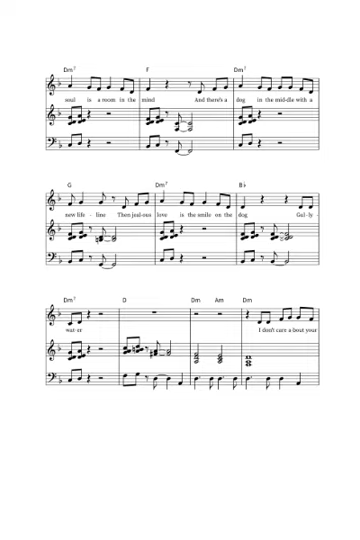 Dm7 F Dm7
soul is a room in the mind And there's a dog in the mid-dle with a
G Dm7 B♭
new life - line Then jeal-ous love is the smile on the dog Gul-ly
Dm7 D Dm Am Dm
wat-er I don't care a-bout your